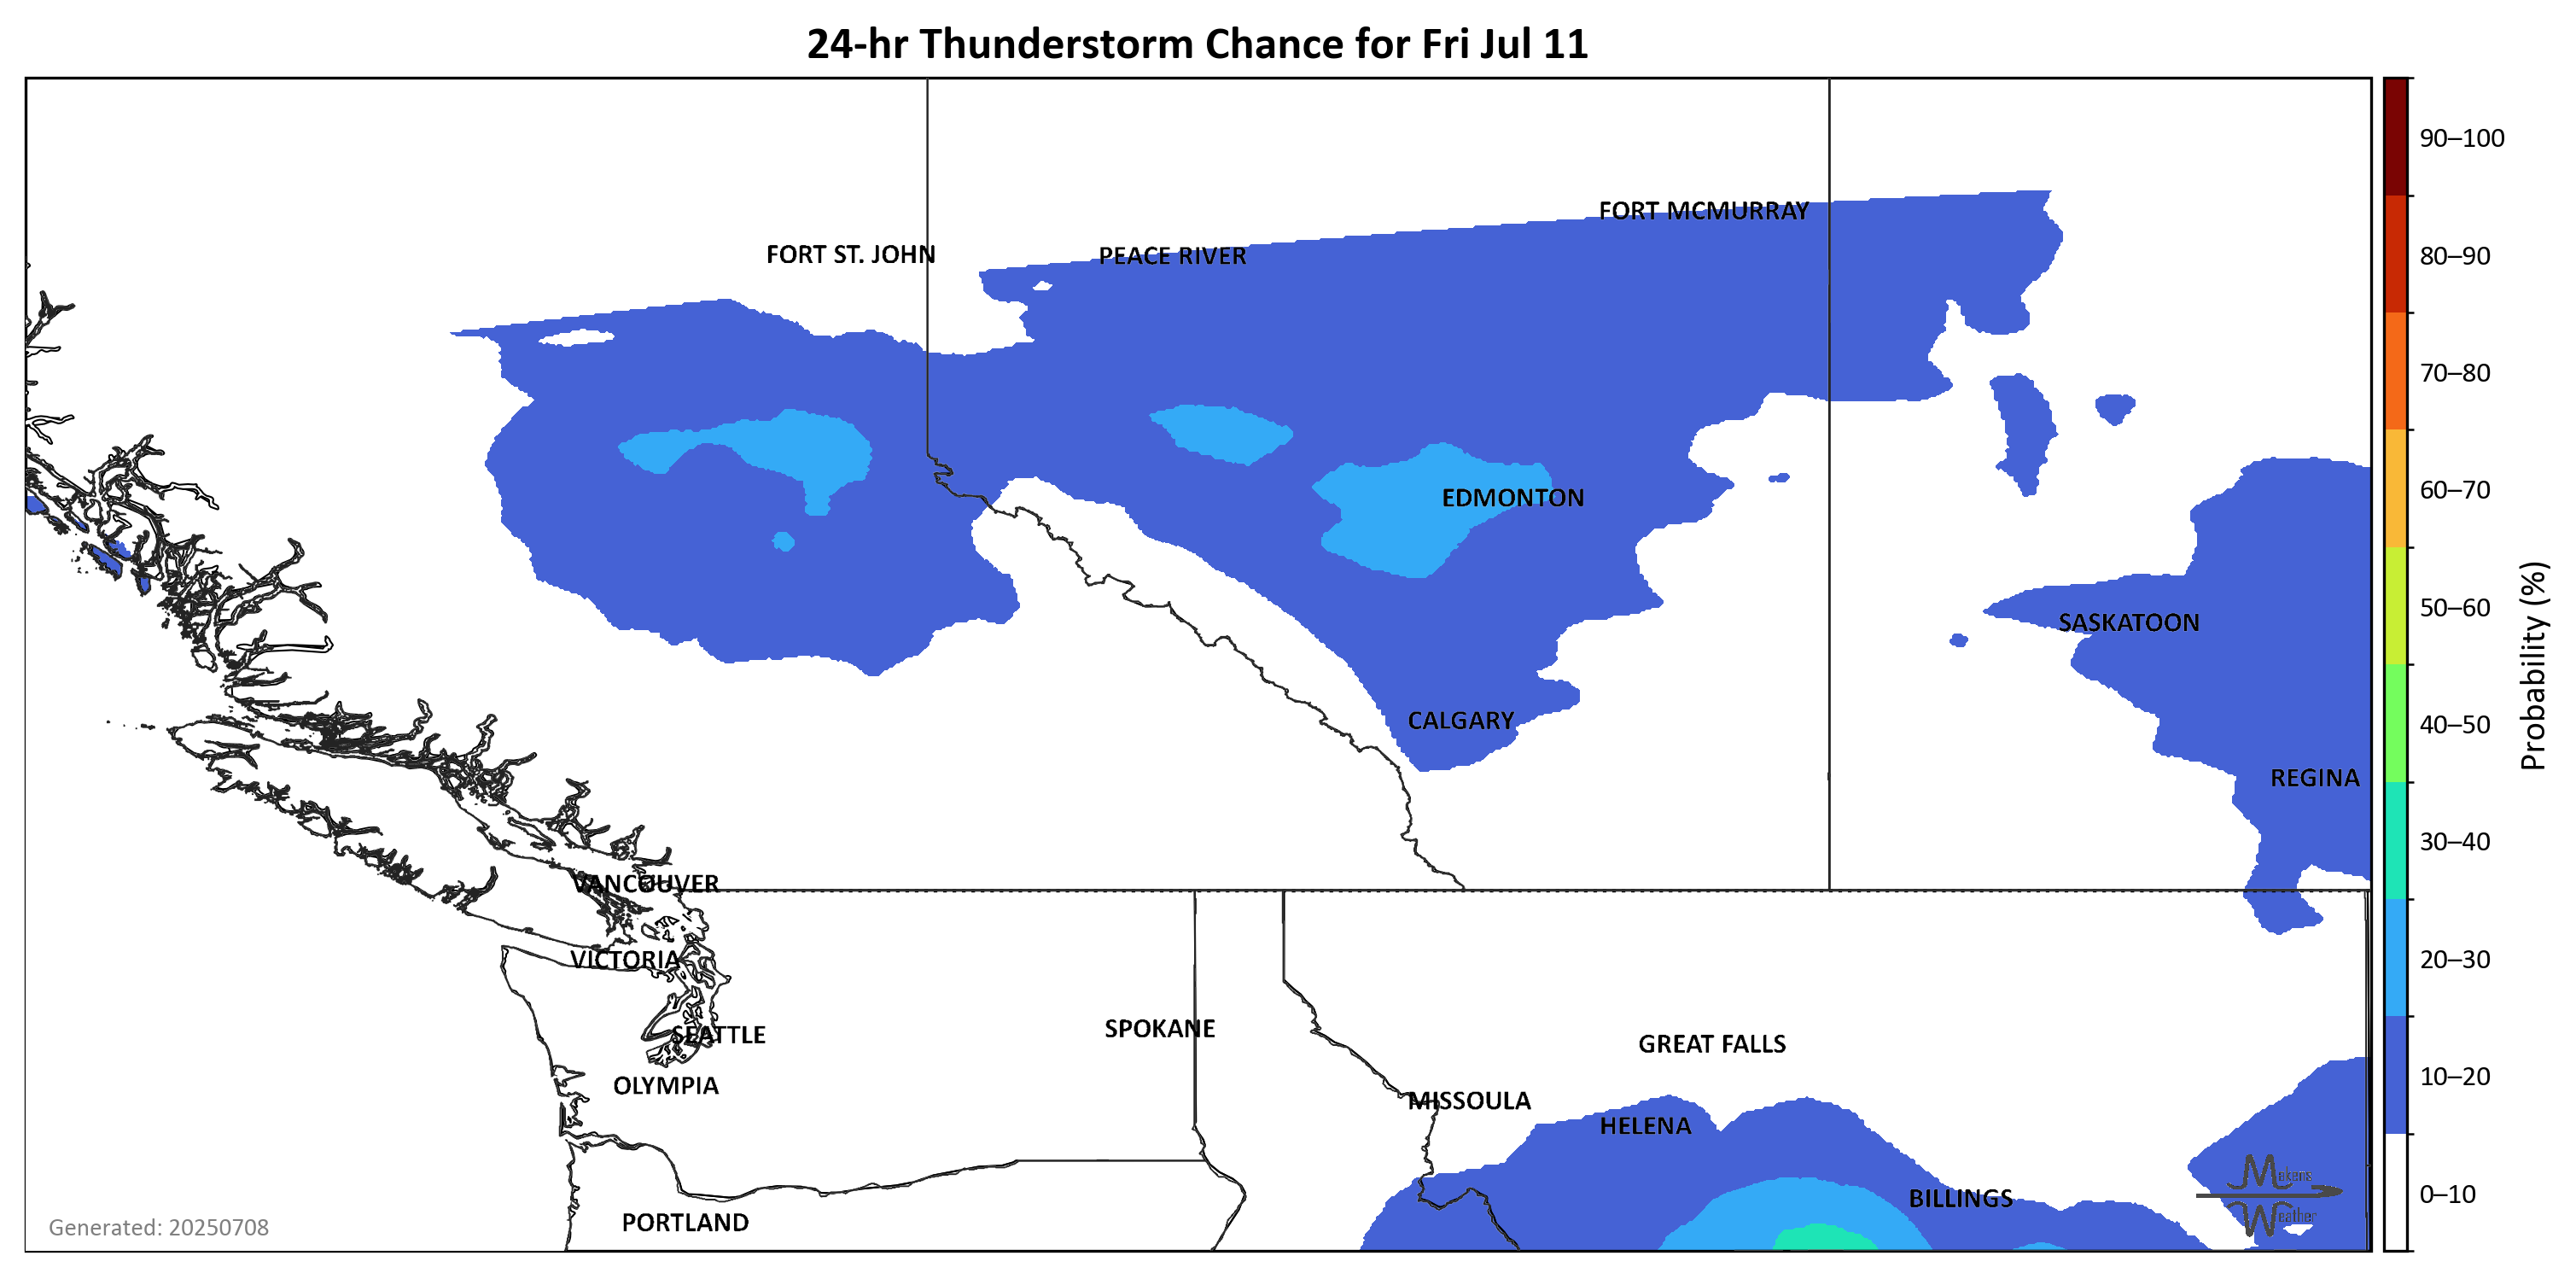 24-hr Thunderstorm Chance for Fri Jul 11
90–100
FORT MCMURRAY
FORT ST. JOHN
PEACE RIVER
80–90
70–80
60–70
EDMONTON
50–60
SASKATOON
Probability (%)
CALGARY
40–50
REGINA
30–40
VANCOUVER
VICTORIA
20–30
SEATTLE
SPOKANE
GREAT FALLS
OLYMPIA
10–20
MISSOULA
HELENA
Mekens
Weather
BILLINGS
0–10
PORTLAND
Generated: 20250708